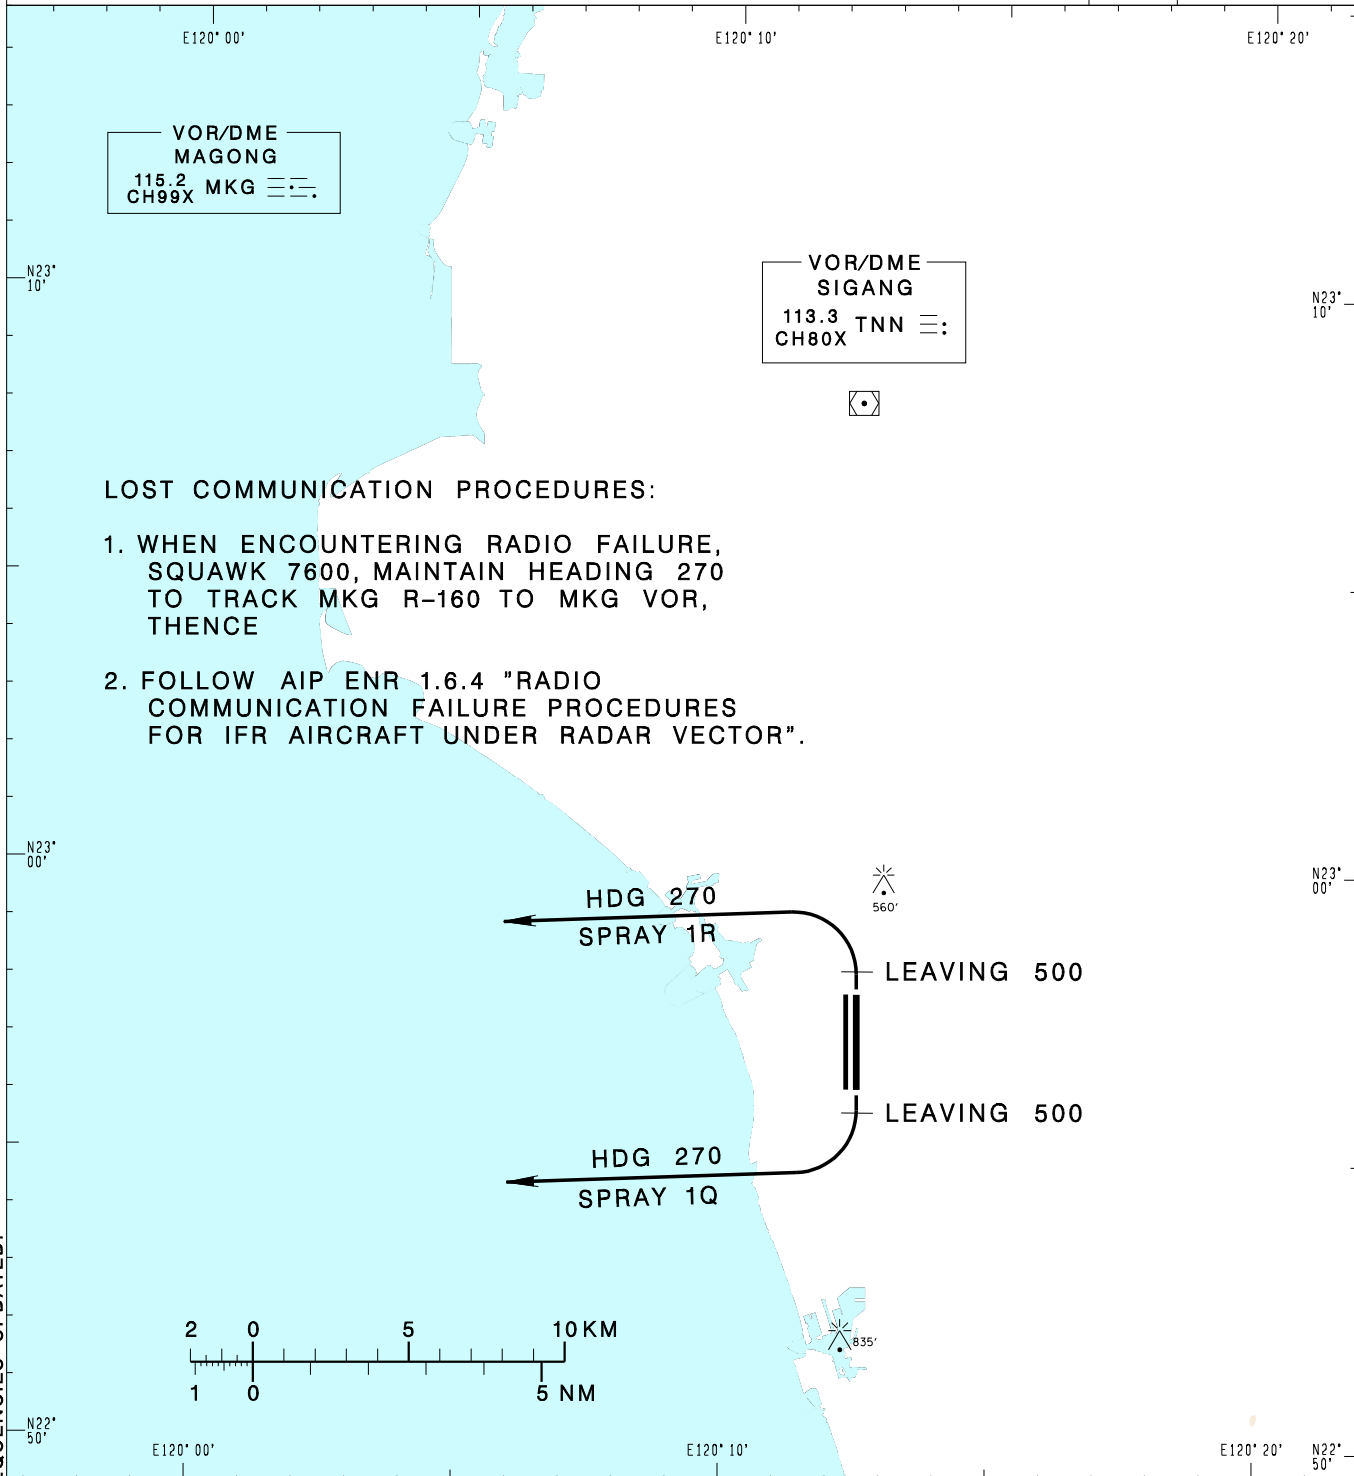 E120° 00'
E120° 10'
E120° 20'
VOR/DME
MAGONG
115.2
CH99X
MKG
VOR/DME
SIGANG
113.3
CH80X
TNN
N23°
10'
N23°
10'
LOST COMMUNICATION PROCEDURES:
1. WHEN ENCOUNTERING RADIO FAILURE,
SQUAWK 7600, MAINTAIN HEADING 270
TO TRACK MKG R-160 TO MKG VOR,
THENCE
2. FOLLOW AIP ENR 1.6.4 "RADIO
COMMUNICATION FAILURE PROCEDURES
FOR IFR AIRCRAFT UNDER RADAR VECTOR".
N23°
00'
N23°
00'
560'
HDG 270
SPRAY 1R
LEAVING 500
LEAVING 500
HDG 270
SPRAY 1Q
835'
2 0 5 10 KM
1 0 5 NM
N22°
50'
E120° 00'
E120° 10'
E120° 20'
N22°
50'